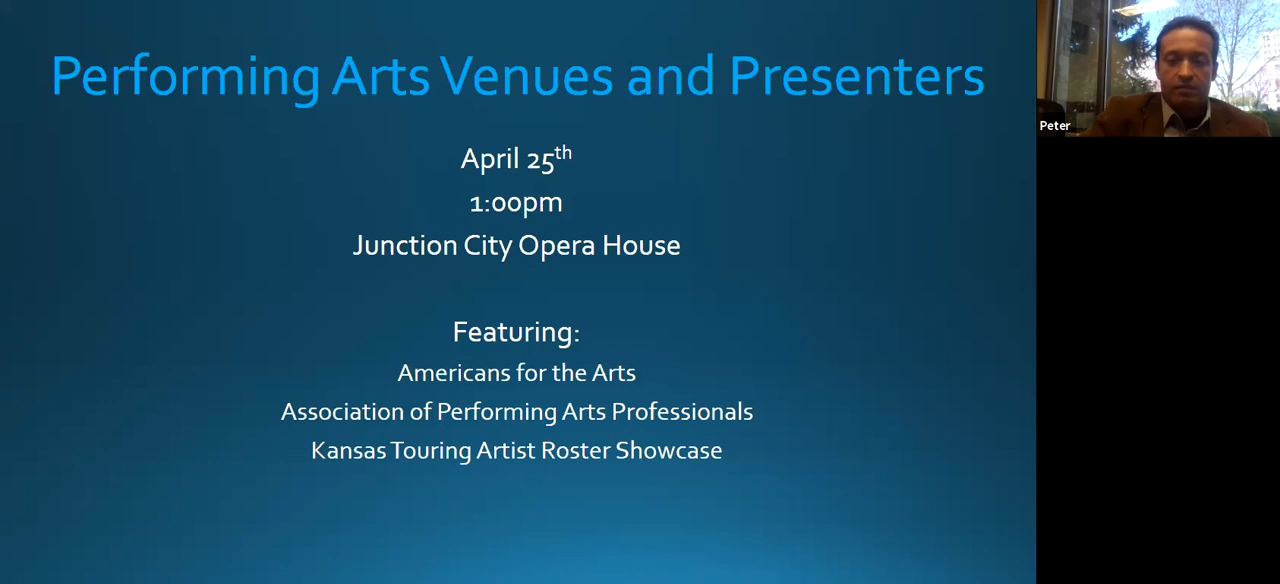 Performing Arts Venues and Presenters
April 25th
1:00pm
Junction City Opera House
Featuring:
Americans for the Arts
Association of Performing Arts Professionals
Kansas Touring Artist Roster Showcase
Peter